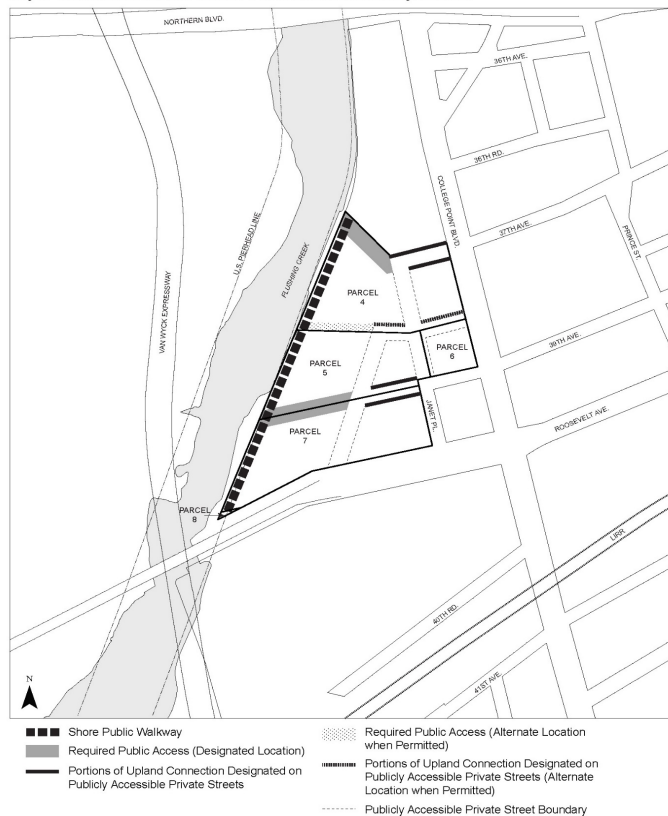 NORTHERN BLVD.
36TH AVE.
36TH RD.
COLLEGE POINT BLVD.
37TH AVE.
PRINCE ST.
U.S. PIERHEAD LINE
FLUSHING CREEK
VAN WYCK EXPRESSWAY
PARCEL
4
39TH AVE.
PARCEL
6
PARCEL
5
ROOSEVELT AVE.
JANET PL.
PARCEL
7
PARCEL
8
LIRR
40TH RD.
41ST AVE.
N
Shore Public Walkway
Required Public Access (Designated Location)
Portions of Upland Connection Designated on
Publicly Accessible Private Streets
Required Public Access (Alternate Location
when Permitted)
Portions of Upland Connection Designated on
Publicly Accessible Private Streets (Alternate
Location when Permitted)
Publicly Accessible Private Street Boundary